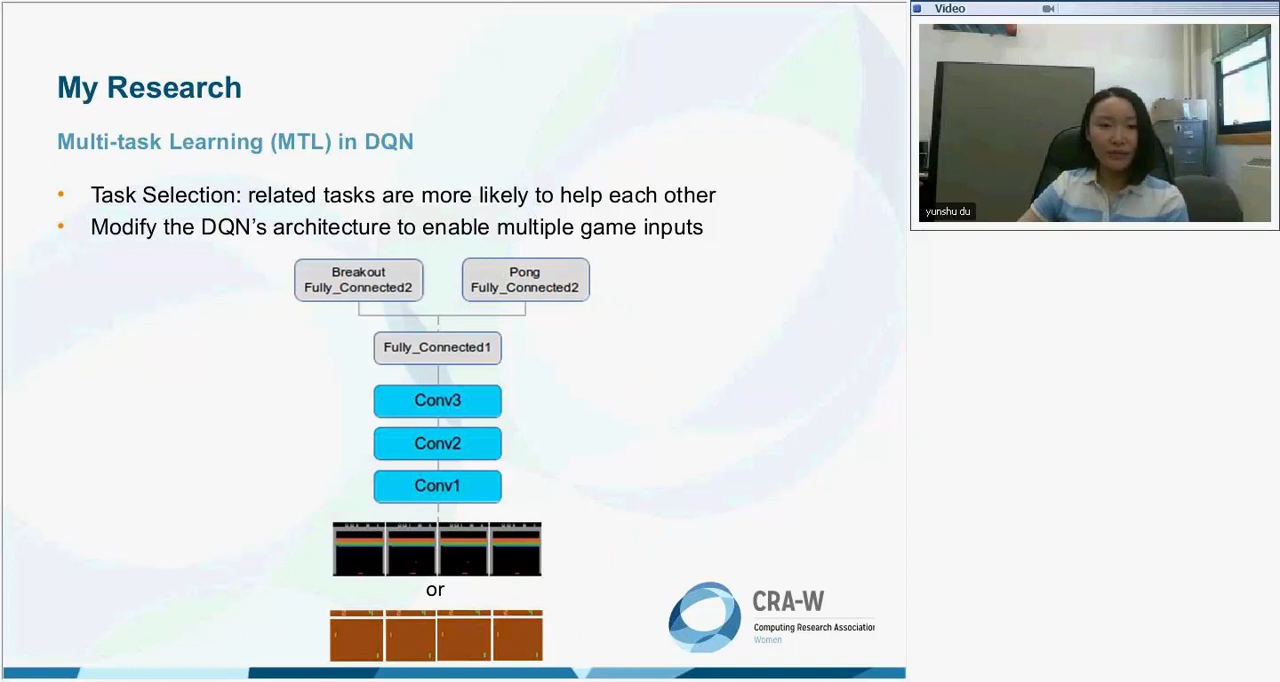 My Research
Multi-task Learning (MTL) in DQN
• Task Selection: related tasks are more likely to help each other
• Modify the DQN's architecture to enable multiple game inputs
Breakout
Fully_Connected2
Pong
Fully_Connected2
Fully_Connected1
Conv3
Conv2
Conv1
or
CRA-W
Computing Research Association
Women
Video
yunshu du